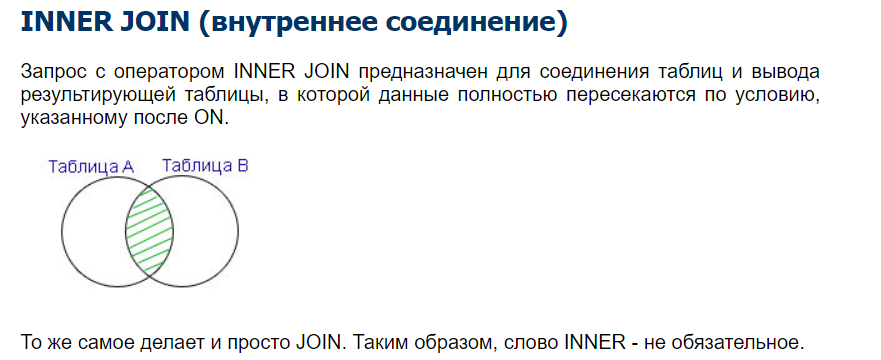 INNER JOIN (внутреннее соединение)
Запрос с оператором INNER JOIN предназначен для соединения таблиц и вывода
результирующей таблицы, в которой данные полностью пересекаются по условию,
указанному после ON.
Таблица A Таблица B
То же самое делает и просто JOIN. Таким образом, слово INNER - не обязательное.